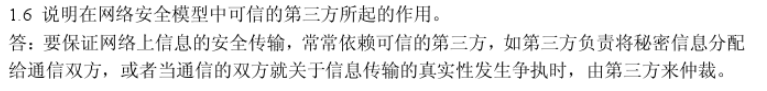 1.6 说明在网络安全模型中可信的第三方所起的作用。
答：要保证网络上信息的安全传输，常常依赖可信的第三方，如第三方负责将秘密信息分配
给通信双方，或者当通信的双方就关于信息传输的真实性发生争执时，由第三方来仲裁。